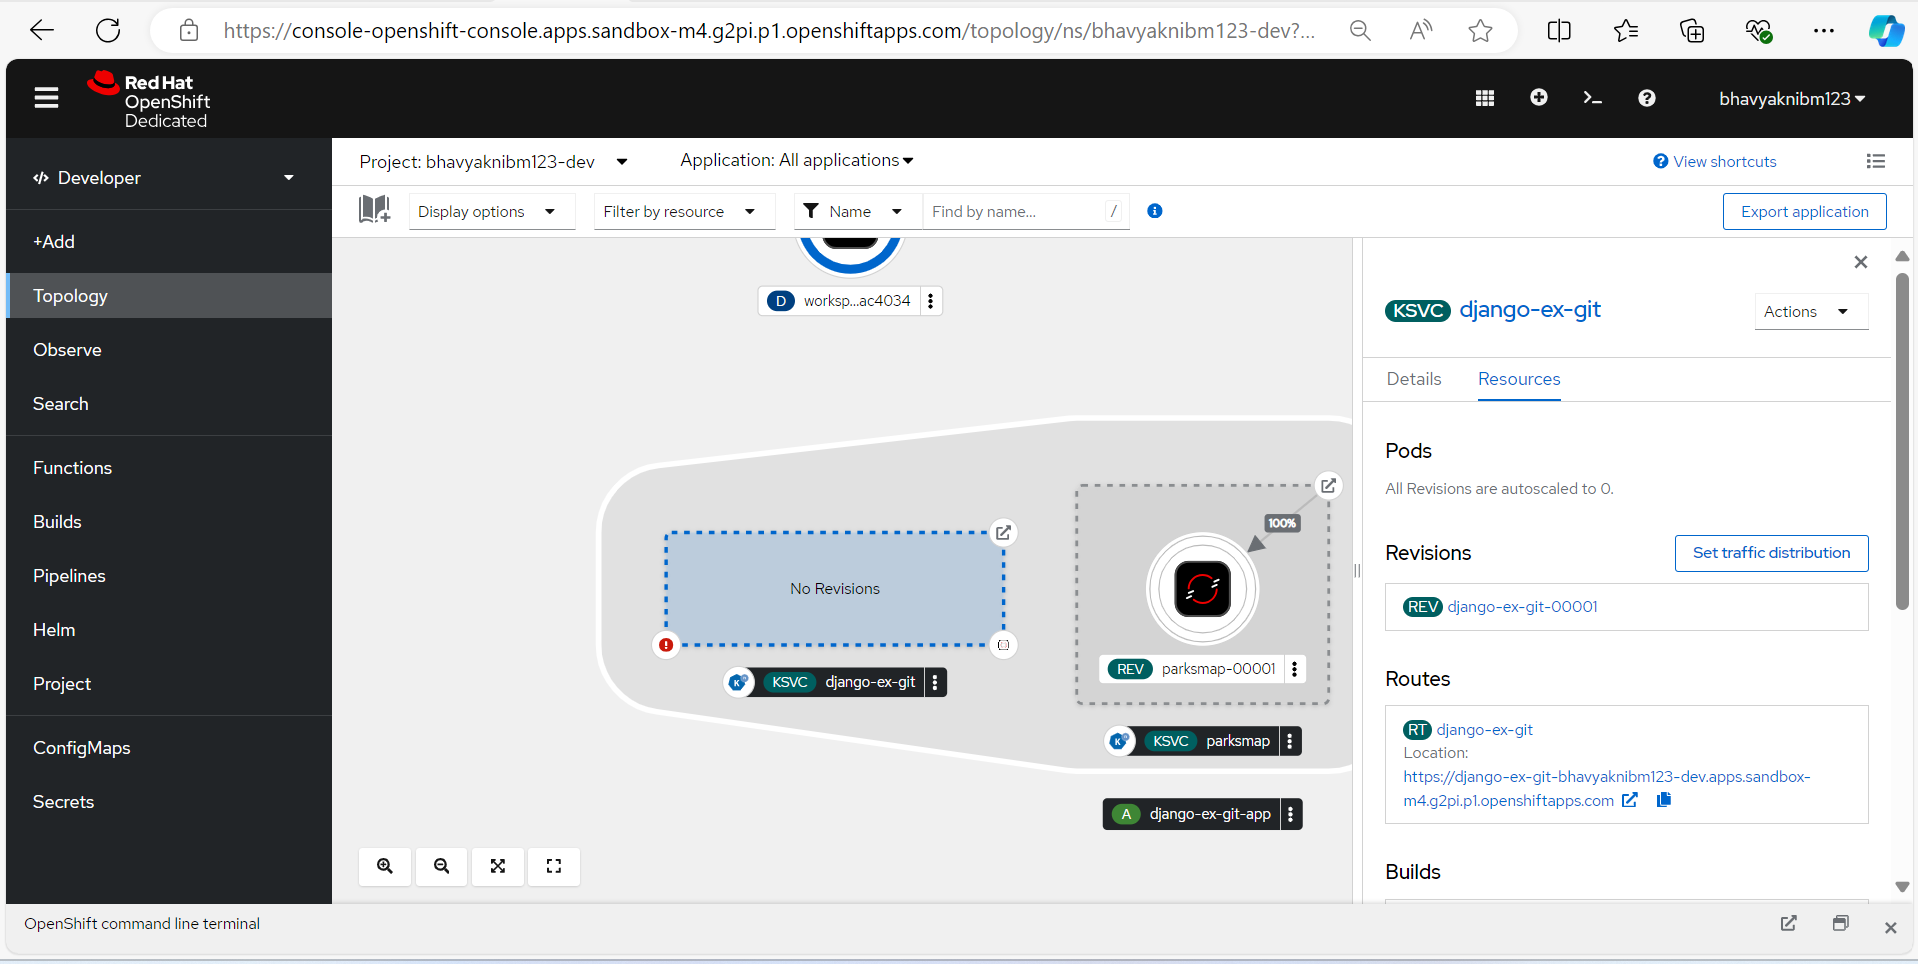 https://console-openshift-console.apps.sandbox-m4.g2pi.p1.openshiftapps.com/topology/ns/bhavyaknibm123-dev?...
Red Hat
OpenShift
Dedicated
bhavyaknibm123
Developer
+Add
Topology
Observe
Search
Functions
Builds
Pipelines
Helm
Project
ConfigMaps
Secrets
Project: bhavyaknibm123-dev
Application: All applications
View shortcuts
Display options
Filter by resource
Name
Find by name...
/
Export application
D worksp...ac4034
No Revisions
KSVC django-ex-git
100%
REV parksmap-00001
KSVC parksmap
A django-ex-git-app
KSVC django-ex-git
Actions
Details
Resources
Pods
All Revisions are autoscaled to 0.
Revisions
Set traffic distribution
REV django-ex-git-00001
Routes
RT django-ex-git
Location:
https://django-ex-git-bhavyaknibm123-dev.apps.sandbox-
m4.g2pi.p1.openshiftapps.com
Builds
OpenShift command line terminal